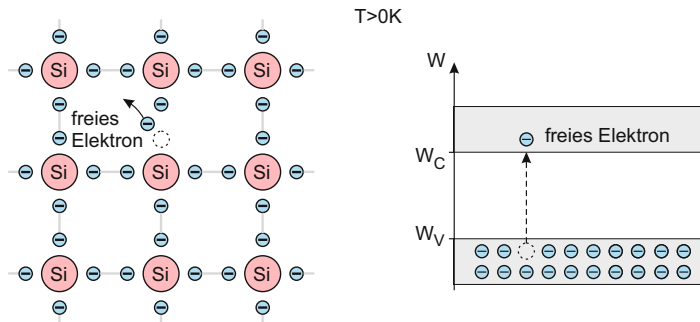 T>0K
Si Si Si
freies
Elektron
Si Si Si
Si Si Si
W
freies Elektron
W_C
W_V